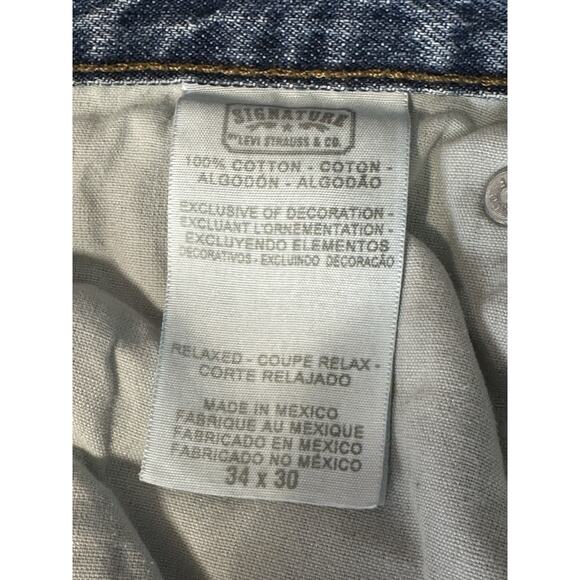 SIGNATURE
BY LEVI STRAUSS & CO.
100% COTTON - COTON -
ALGODÓN - ALGODÃO
EXCLUSIVE OF DECORATION -
EXCLUANT L'ORNEMENTATION -
EXCLUYENDO ELEMENTOS
DECORATIVOS - EXCLUINDO DECORAÇÃO
RELAXED - COUPE RELAX -
CORTE RELAJADO
MADE IN MEXICO
FABRIQUE AU MEXIQUE
FABRICADO EN MÉXICO
FABRICADO NO MÉXICO
34 x 30